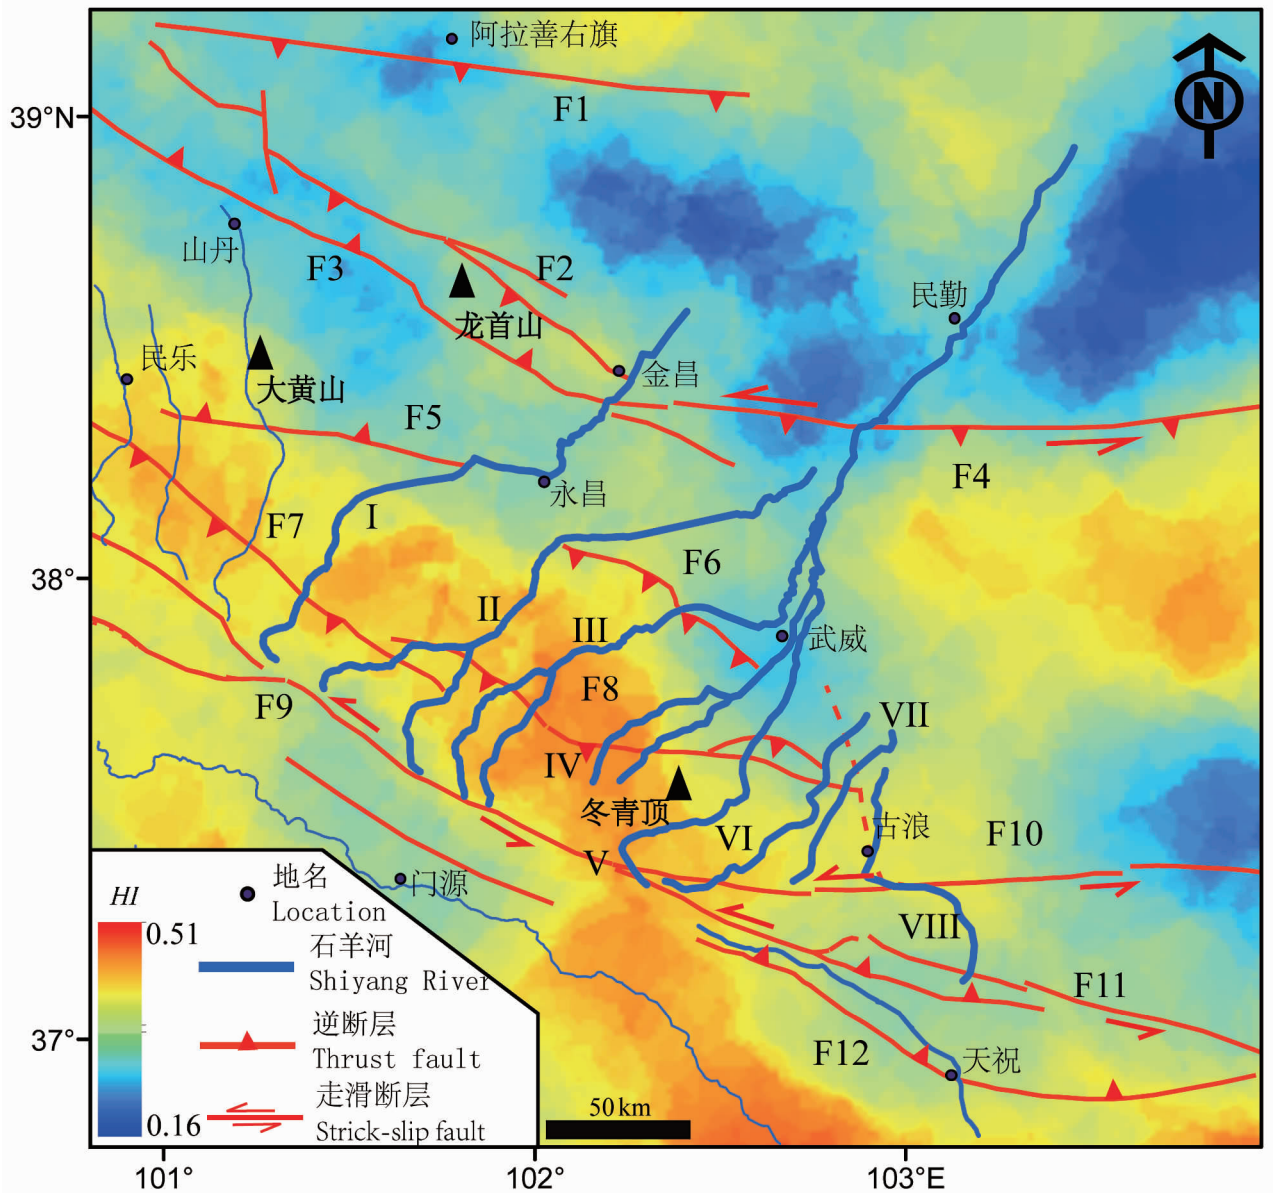 阿拉善右旗
N
39°N
F1
山丹
F3
F2
龙首山
民勤
民乐
大黄山
金昌
F5
F4
永昌
I
F7
38°
F6
II
III
武威
F8
F9
VII
IV
冬青顶
VI
古浪
F10
V
门源
VIII
F11
F12
天祝
37°
HI
0.51
0.16
地名
Location
石羊河
Shiyang River
逆断层
Thrust fault
走滑断层
Strick-slip fault
50 km
101°
102°
103°E